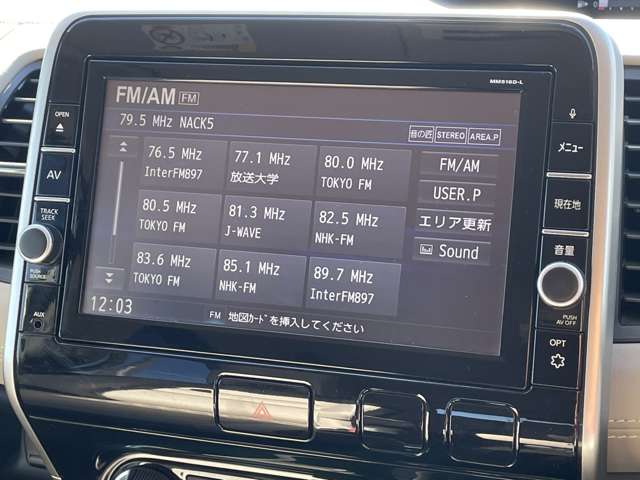 MM516D-L
FM/AM FM
79.5 MHz NACK5
音の匠 STEREO AREA.P
76.5 MHz
InterFM897
77.1 MHz
放送大学
80.0 MHz
TOKYO FM
80.5 MHz
TOKYO FM
81.3 MHz
J-WAVE
82.5 MHz
NHK-FM
83.6 MHz
TOKYO FM
85.1 MHz
NHK-FM
89.7 MHz
InterFM897
FM/AM
USER.P
エリア更新
Sound
12:03
FM 地図ｶｰﾄﾞを挿入してください
OPEN
AV
TRACK
SEEK
PUSH
SOURCE
AUX
メニュー
現在地
音量
PUSH
AV OFF
OPT